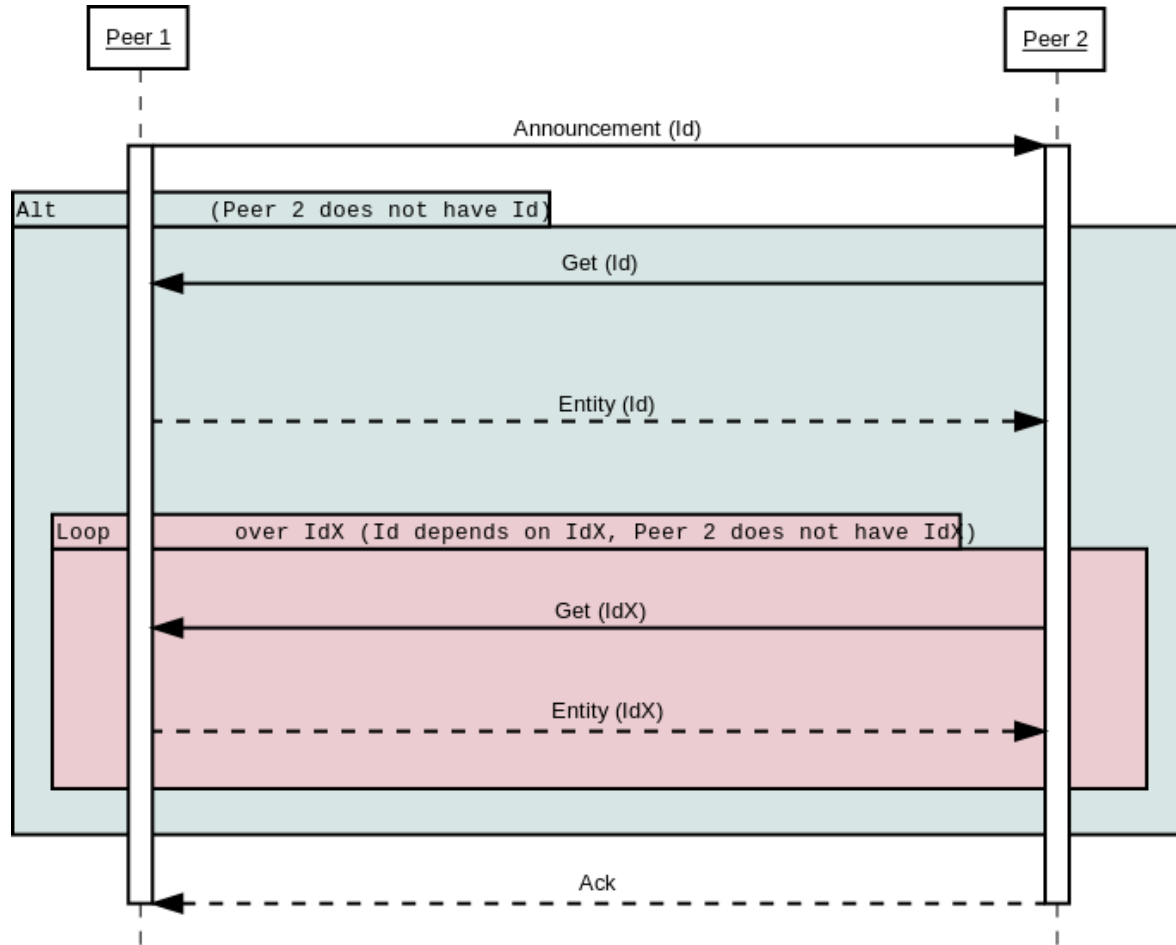 Peer 1
Peer 2
Announcement (Id)
Alt (Peer 2 does not have Id)
Get (Id)
Entity (Id)
Loop over IdX (Id depends on IdX, Peer 2 does not have IdX)
Get (IdX)
Entity (IdX)
Ack